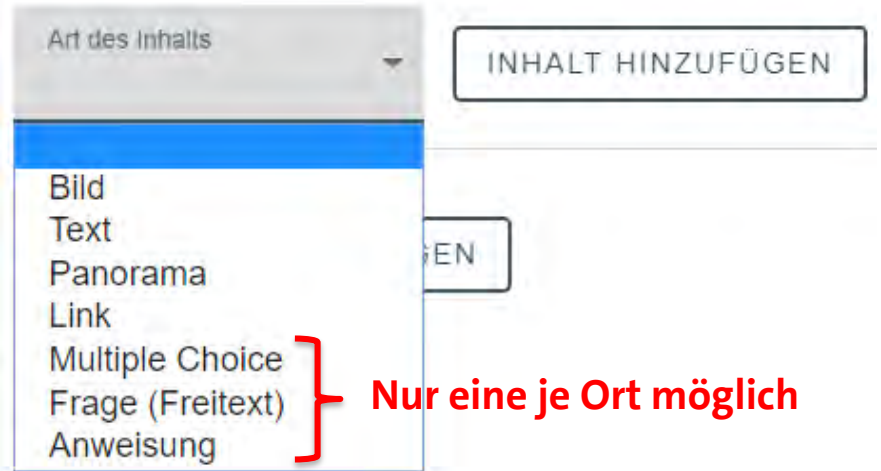 Art des Inhalts
INHALT HINZUFÜGEN
Bild
Text
GEN
Panorama
Link
Multiple Choice
Frage (Freitext)
Nur eine je Ort möglich
Anweisung